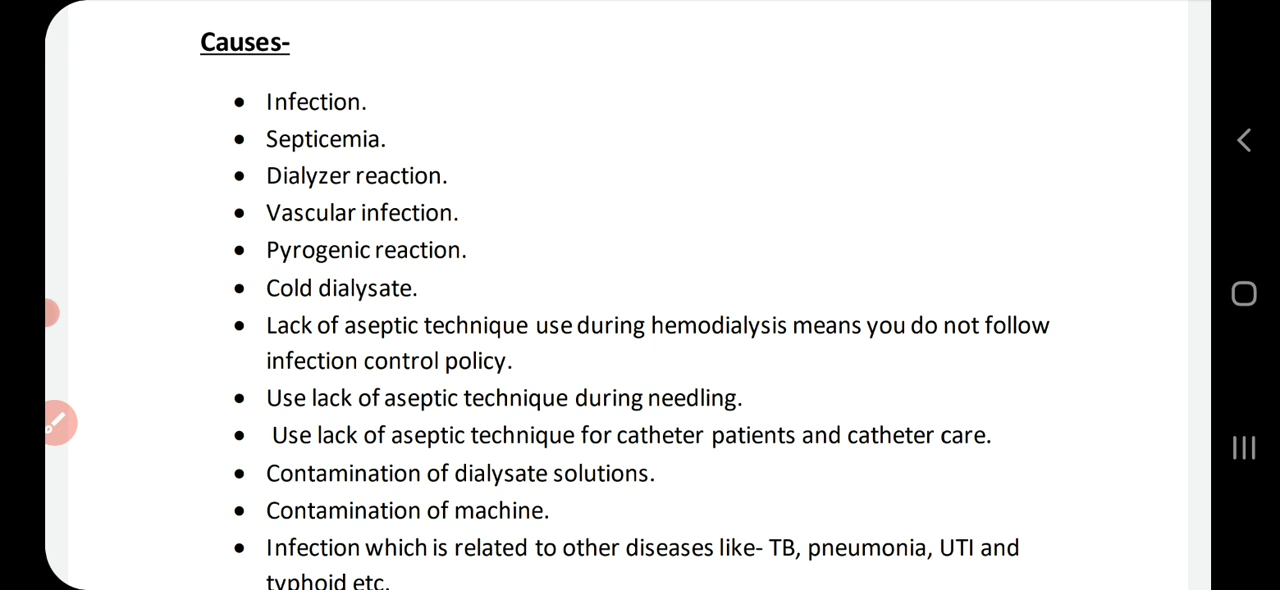 Causes-
• Infection.
• Septicemia.
• Dialyzer reaction.
• Vascular infection.
• Pyrogenic reaction.
• Cold dialysate.
• Lack of aseptic technique use during hemodialysis means you do not follow
infection control policy.
• Use lack of aseptic technique during needling.
• Use lack of aseptic technique for catheter patients and catheter care.
• Contamination of dialysate solutions.
• Contamination of machine.
• Infection which is related to other diseases like- TB, pneumonia, UTI and
typhoid etc.